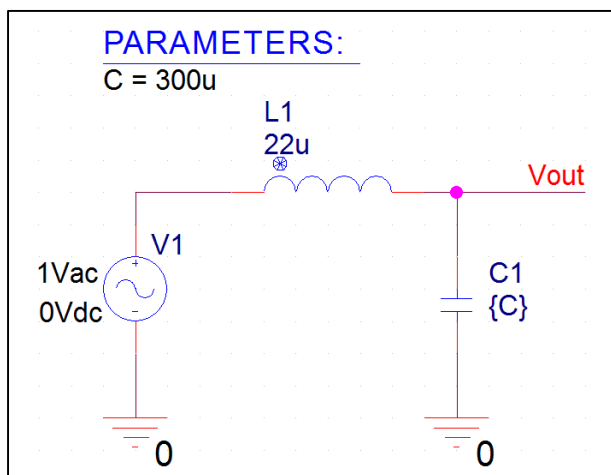 PARAMETERS:
C = 300u
L1
22u
Vout
V1
1Vac
0Vdc
C1
{C}
0
0